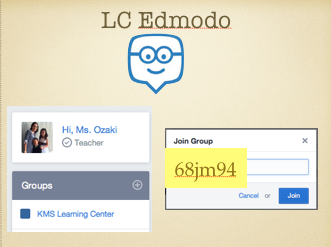 LC Edmodo
Hi, Ms. Ozaki
Teacher
Groups
KMS Learning Center
Join Group
68jm94
Cancel or Join